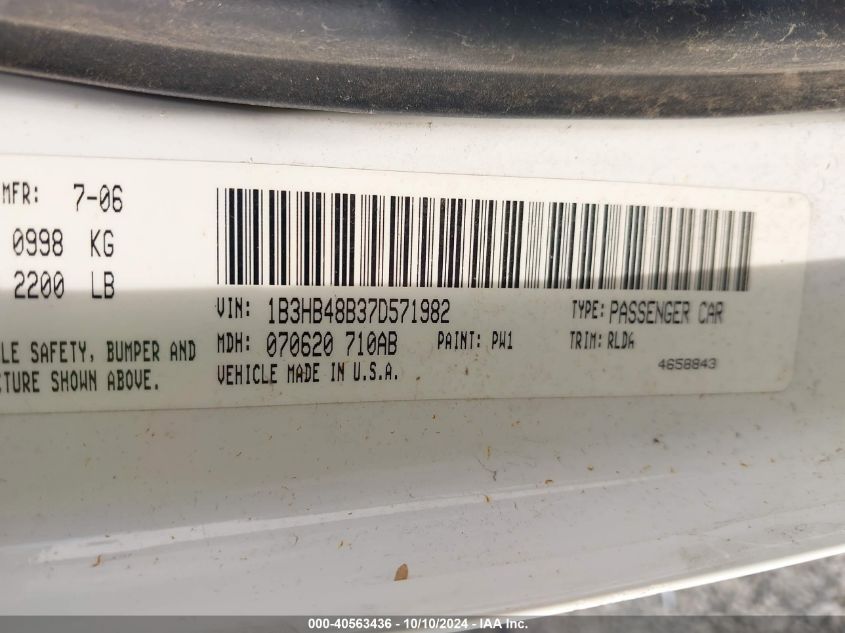 MFR: 7-06
0998 KG
2200 LB
LE SAFETY, BUMPER AND
CTURE SHOWN ABOVE.
VIN: 1B3HB48B37D571982
TYPE: PASSENGER CAR
MDH: 070620 710AB
PAINT: PW1
TRIM: RLDA
VEHICLE MADE IN U.S.A.
4658843
000-40563436 - 10/10/2024 - IAA Inc.